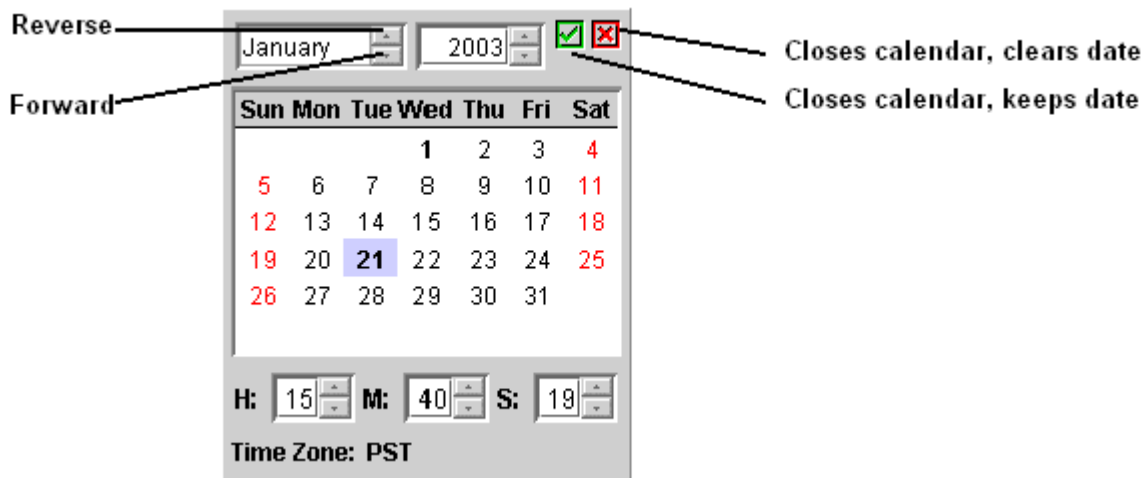 Reverse
January 2003
Closes calendar, clears date
Forward
Closes calendar, keeps date
Sun Mon Tue Wed Thu Fri Sat
1 2 3 4
5 6 7 8 9 10 11
12 13 14 15 16 17 18
19 20 21 22 23 24 25
26 27 28 29 30 31
H: 15 M: 40 S: 19
Time Zone: PST